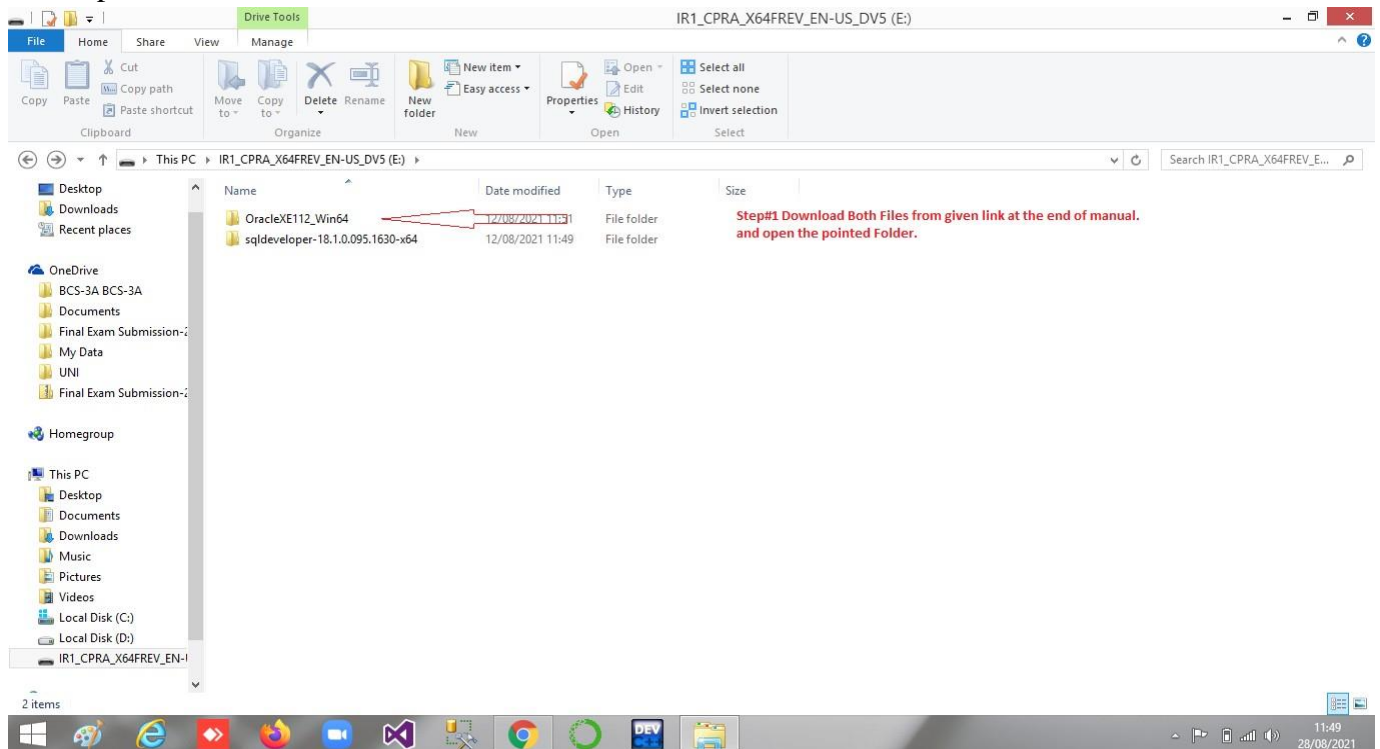 Drive Tools
IR1_CPRA_X64FREV_EN-US_DV5 (E:)
File Home Share View Manage
Copy
Paste
Cut
Copy path
Paste shortcut
Clipboard
Move to
Copy to
Delete
Rename
Organize
New folder
New item
Easy access
New
Properties
Open
Edit
History
Open
Select all
Select none
Invert selection
Select
This PC IR1_CPRA_X64FREV_EN-US_DV5 (E:)
Search IR1_CPRA_X64FREV_E...
Name Date modified Type Size
OracleXE112_Win64 12/08/2021 11:51 File folder
sqldeveloper-18.1.0.095.1630-x64 12/08/2021 11:49 File folder
Step#1 Download Both Files from given link at the end of manual.
and open the pointed Folder.
Desktop
Downloads
Recent places
OneDrive
BCS-3A BCS-3A
Documents
Final Exam Submission-2
My Data
UNI
Final Exam Submission-2
Homegroup
This PC
Desktop
Documents
Downloads
Music
Pictures
Videos
Local Disk (C:)
Local Disk (D:)
IR1_CPRA_X64FREV_EN-U
2 items
DEV
11:49
28/08/2021